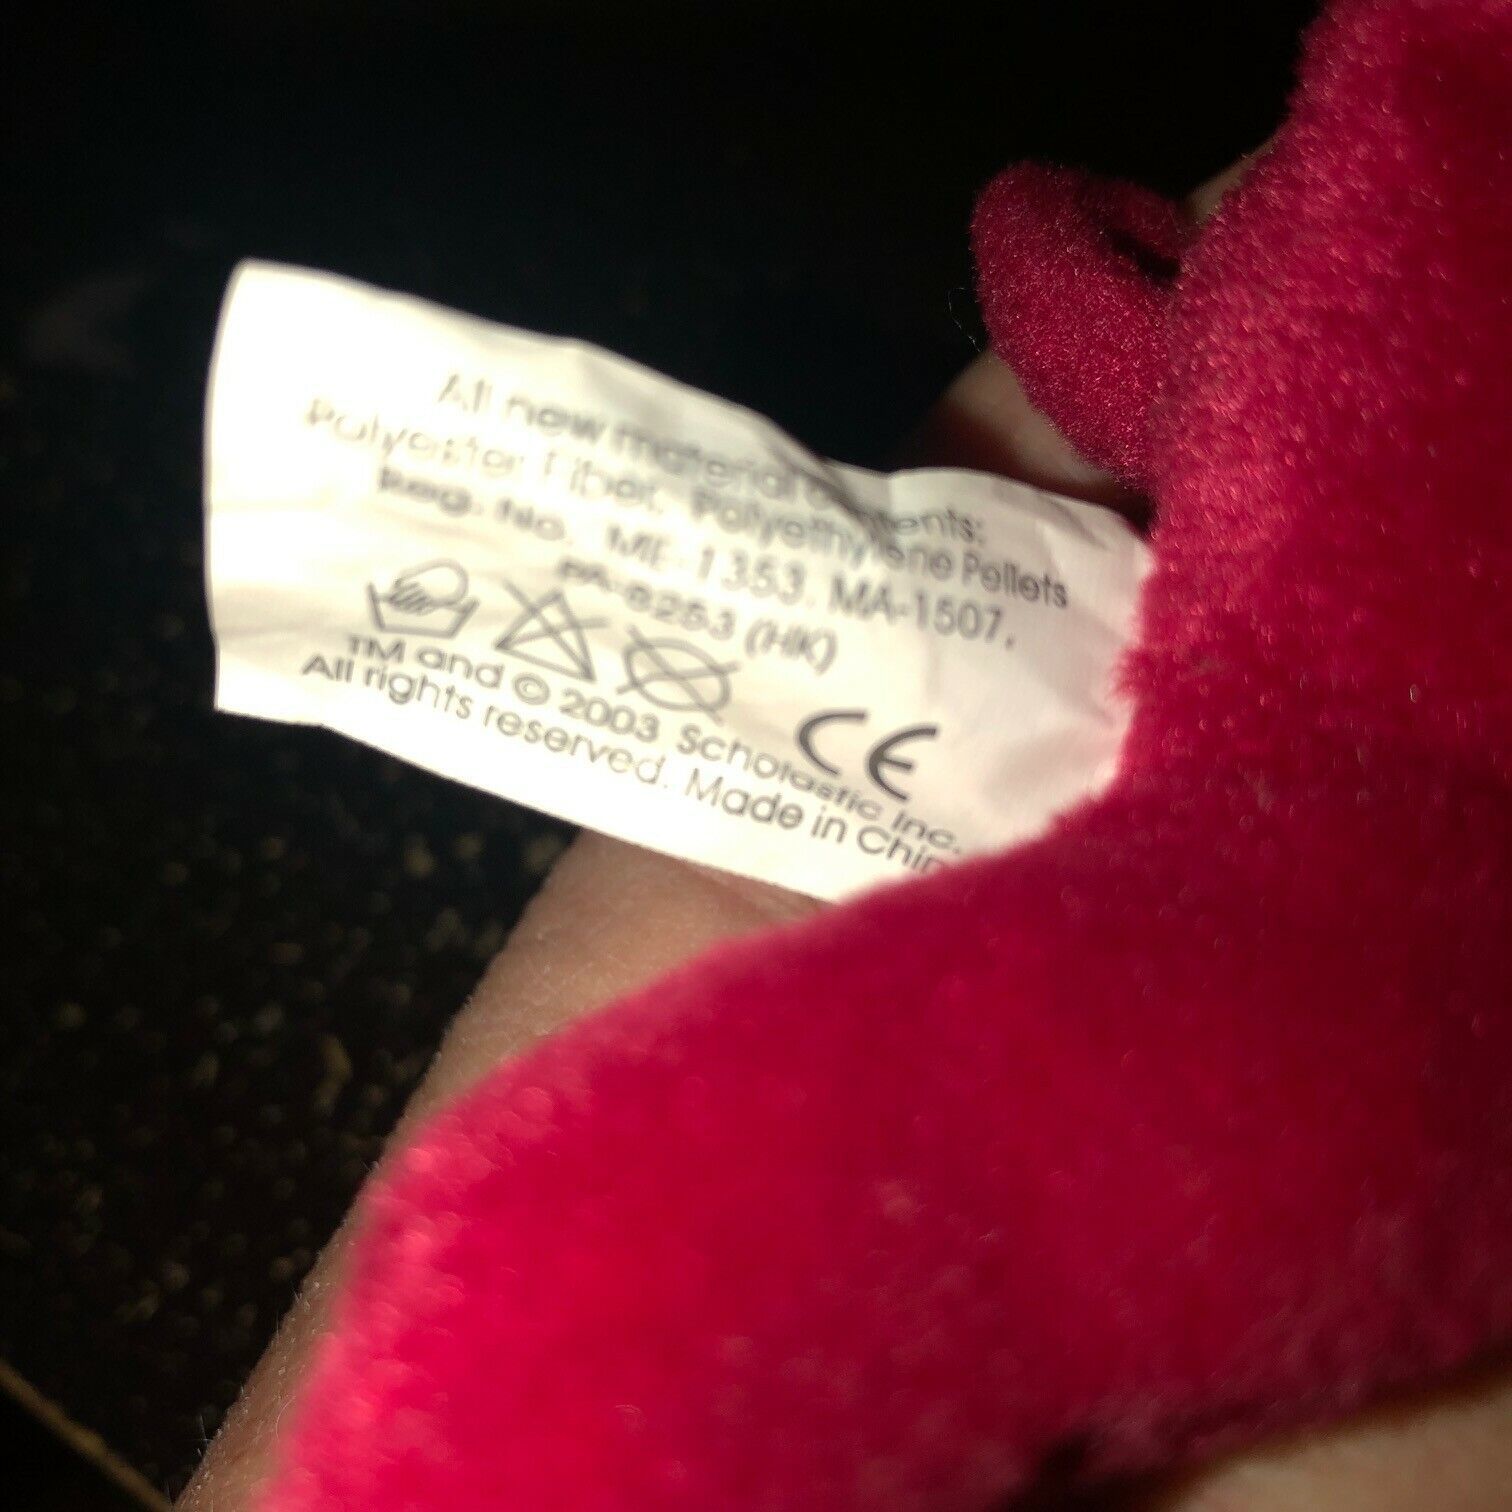 All new material contents:
Polyester Fiber. Polyethylene Pellets
Reg. No. ME-1353, MA-1507,
PA-8253 (HK)
CE
TM and © 2003 Scholastic Inc.
All rights reserved. Made in Chin